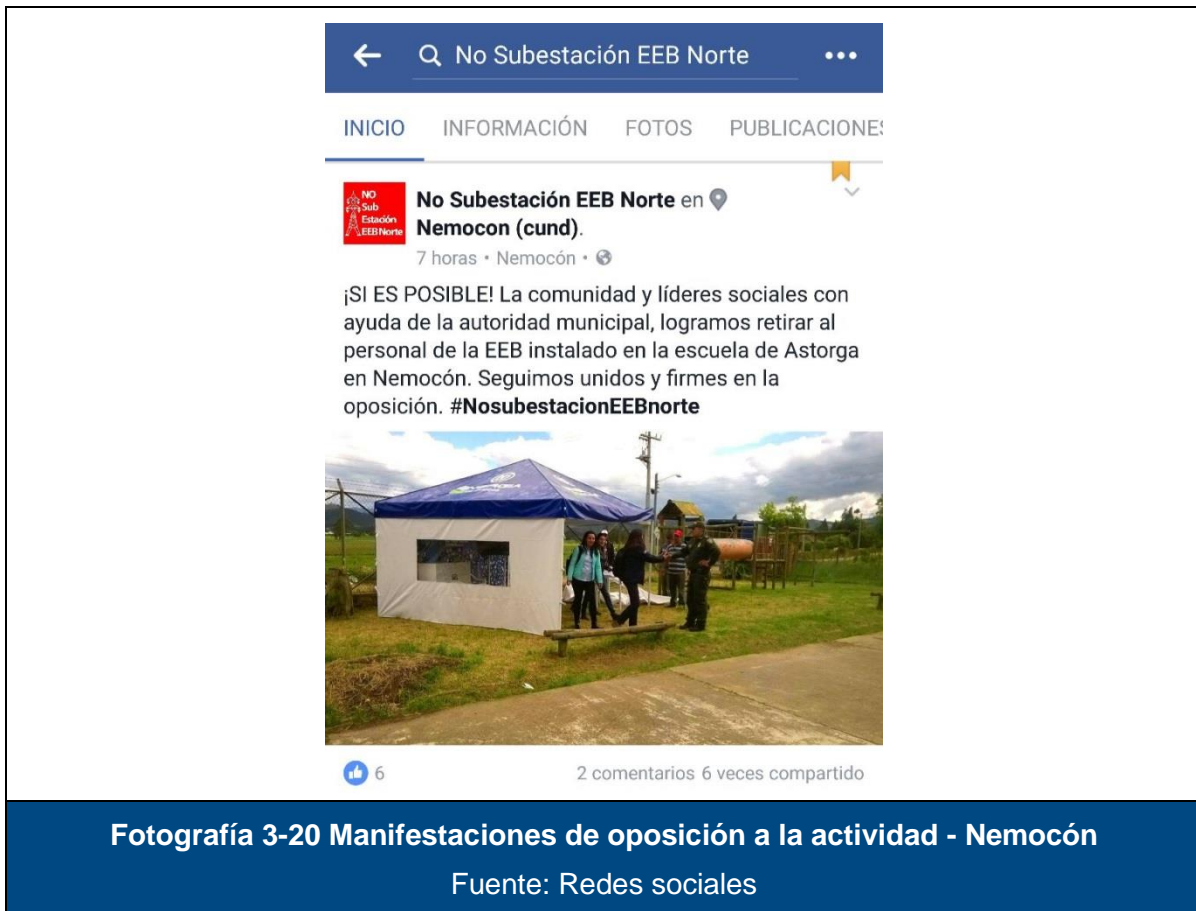 No Subestación EEB Norte
INICIO INFORMACIÓN FOTOS PUBLICACIONES
NO
Sub
Estación
EEB Norte
No Subestación EEB Norte en
Nemocon (cund).
7 horas • Nemocón •
¡SI ES POSIBLE! La comunidad y líderes sociales con
ayuda de la autoridad municipal, logramos retirar al
personal de la EEB instalado en la escuela de Astorga
en Nemocón. Seguimos unidos y firmes en la
oposición. #NosubestacionEEBnorte
6
2 comentarios 6 veces compartido
Fotografía 3-20 Manifestaciones de oposición a la actividad - Nemocón
Fuente: Redes sociales